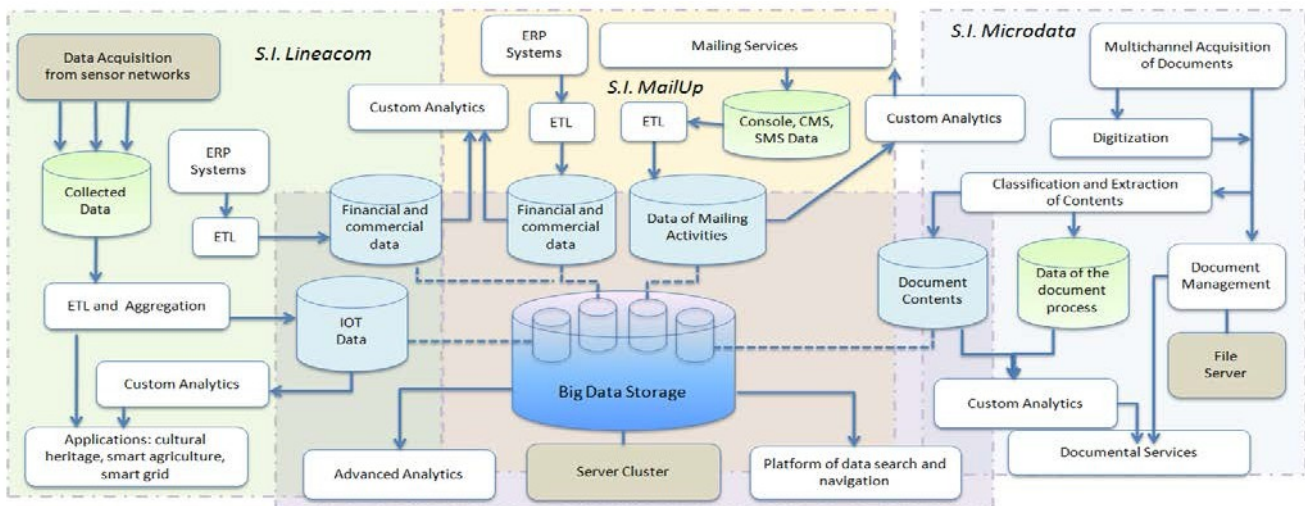 S.I. Lineacom
Data Acquisition
from sensor networks
Collected
Data
ERP
Systems
ETL
ETL and Aggregation
Custom Analytics
Applications: cultural
heritage, smart agriculture,
smart grid
IOT
Data
Financial and
commercial
data
Custom Analytics
S.I. MailUp
ERP
Systems
ETL
Financial and
commercial
data
Mailing Services
Console, CMS,
SMS Data
ETL
Data of Mailing
Activities
Custom Analytics
Big Data Storage
Advanced Analytics
Server Cluster
Platform of data search and
navigation
S.I. Microdata
Multichannel Acquisition
of Documents
Digitization
Classification and Extraction
of Contents
Document
Contents
Data of the
document
process
Document
Management
File
Server
Custom Analytics
Documental Services